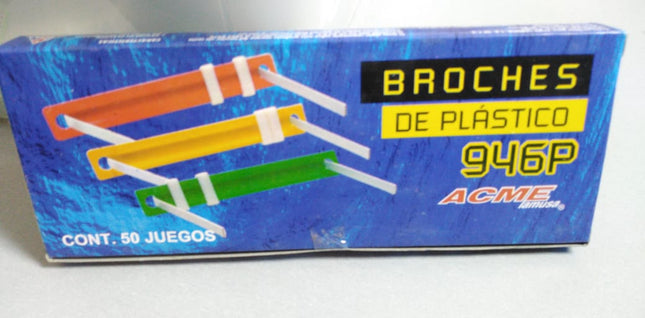 BROCHES
DE PLÁSTICO
946P
ACME
lamusa®
CONT. 50 JUEGOS